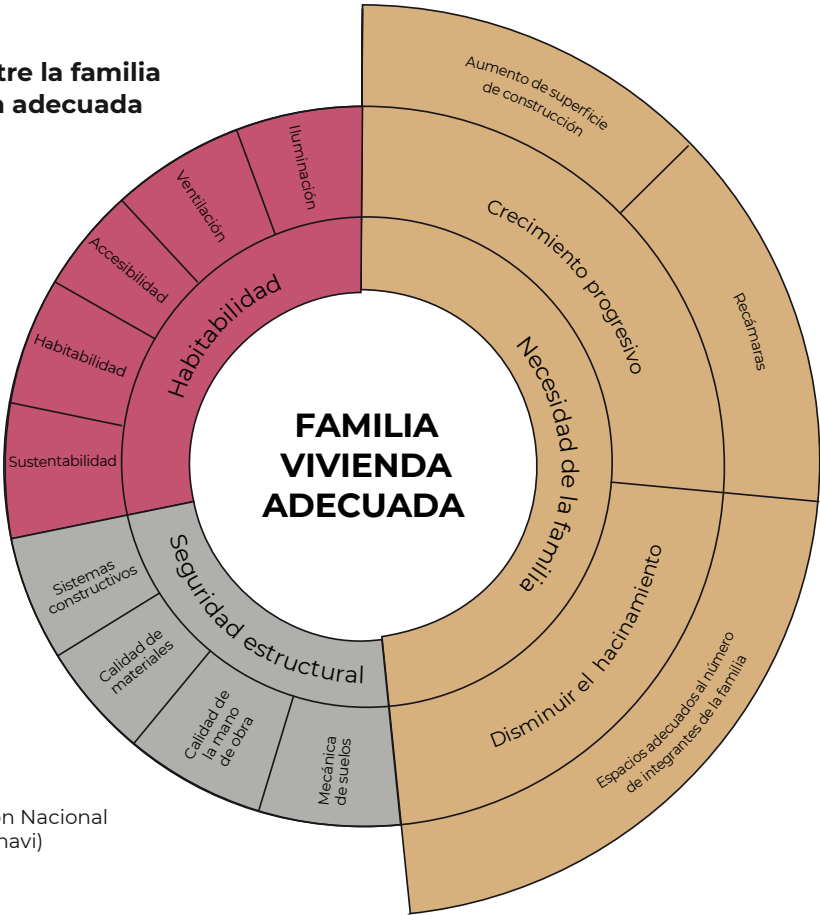 la familia
adecuada
FAMILIA
VIVIENDA
ADECUADA
Necesidad de la familia
Crecimiento progresivo
Aumento de superficie
de construcción
Recámaras
Disminuir el hacinamiento
Espacios adecuados al número
de integrantes de la familia
Seguridad estructural
Mecánica
de suelos
Calidad de
la mano
de obra
Calidad de
materiales
Sistemas
constructivos
Habitabilidad
Sustentabilidad
Habitabilidad
Accesibilidad
Ventilación
Iluminación
Nacional